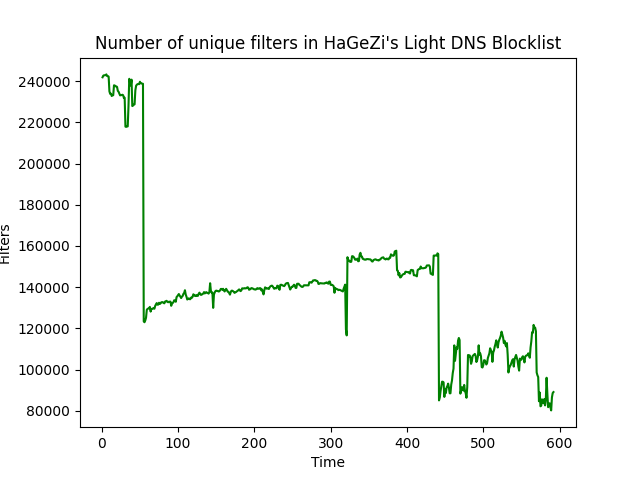 Number of unique filters in HaGeZi's Light DNS Blocklist
240000
220000
200000
180000
160000
140000
120000
100000
80000
Filters
0 100 200 300 400 500 600
Time